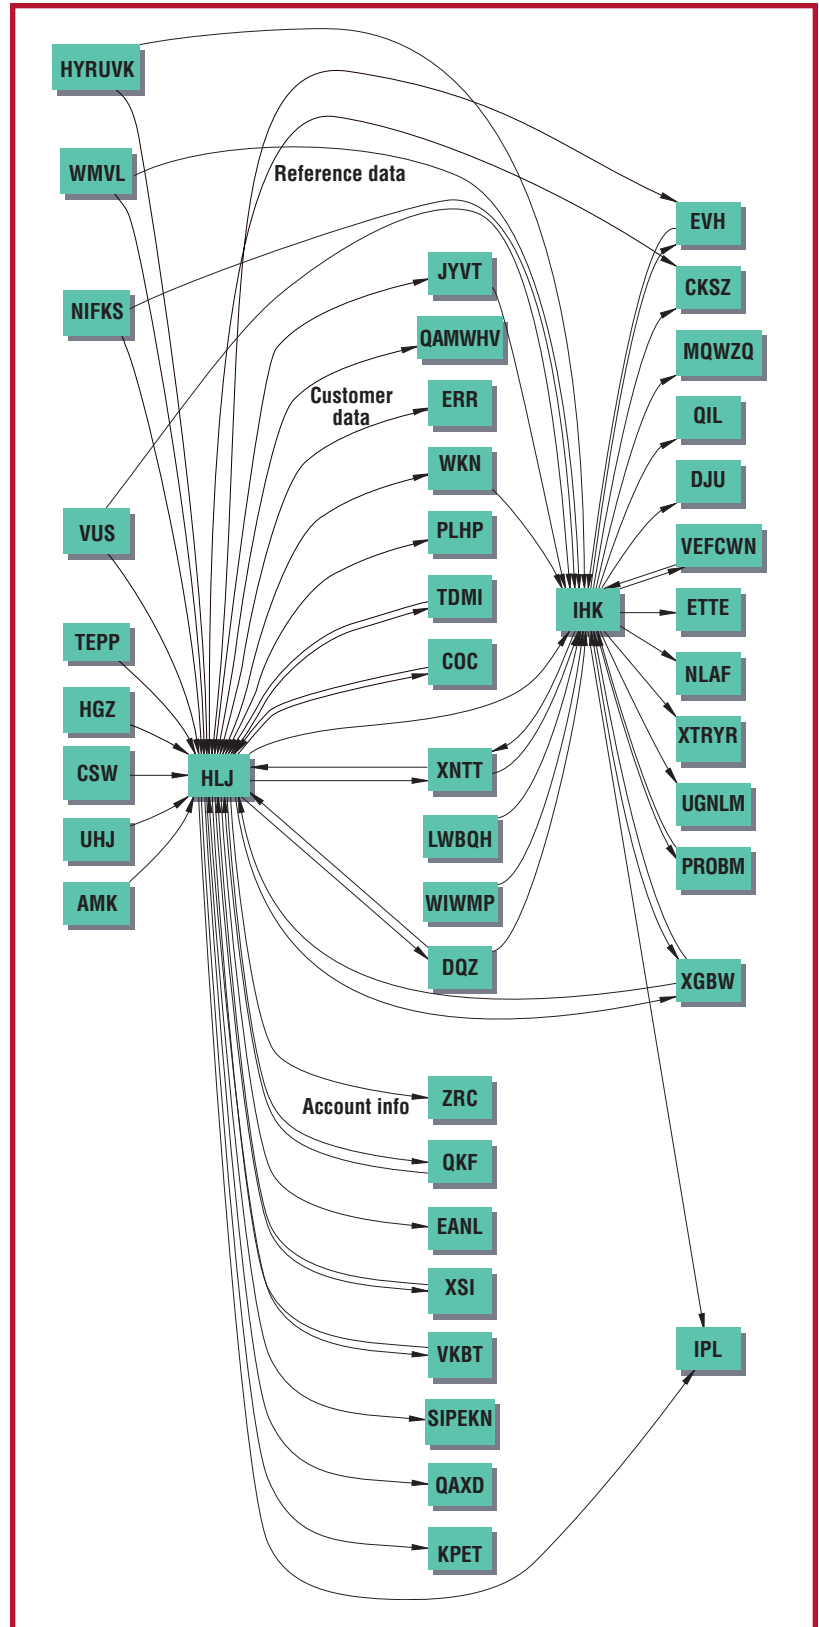 HYRUVK
WMVL
Reference data
NIFKS
EVH
JYVT
CKSZ
QAMWHV
MQWZQ
Customer
data
ERR
QIL
WKN
DJU
VUS
PLHP
VEFCWN
TDMI
IHK
ETTE
TEPP
COC
NLAF
HGZ
XTRYR
CSW
HLJ
XNTT
UGNLM
UHJ
LWBQH
PROBM
AMK
WIWMP
DQZ
XGBW
ZRC
Account info
QKF
EANL
XSI
VKBT
IPL
SIPEKN
QAXD
KPET